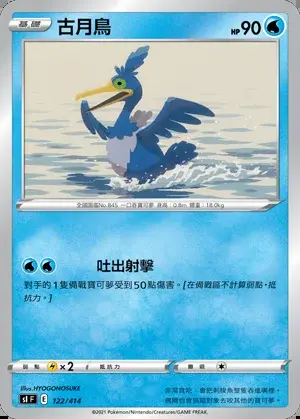 基礎 古月鳥 HP 90
全國圖鑑No.845 一口吞寶可夢 身高:0.8m 體重:18.0kg
吐出射擊
對手的1隻備戰寶可夢受到50點傷害。[在備戰區不計算弱點・抵
抗力。]
弱點 ×2 抵抗力 撤退
Illus.HYOGONOSUKE
sI F E 122/414
©2021 Pokémon/Nintendo/Creatures/GAME FREAK.